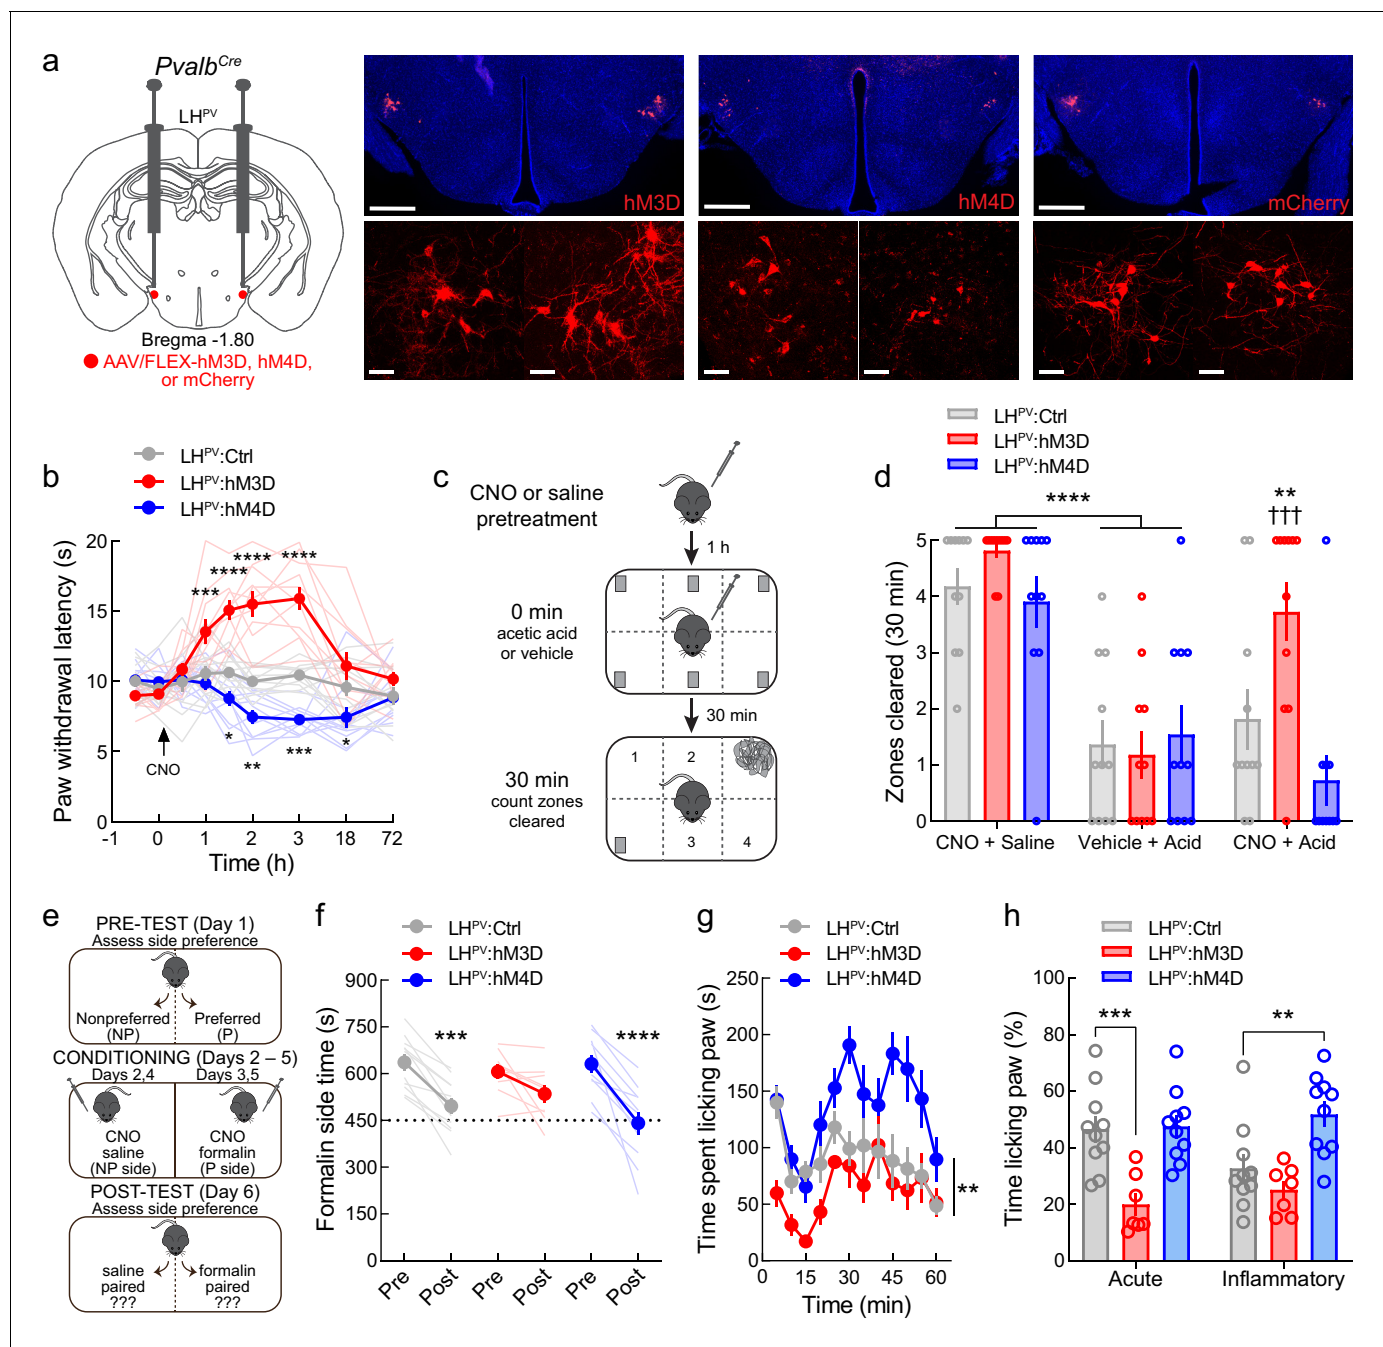 a
Pvalb^Cre
LH^PV
Bregma -1.80
AAV/FLEX-hM3D, hM4D,
or mCherry
hM3D
hM4D
mCherry
b
LH^PV:Ctrl
LH^PV:hM3D
LH^PV:hM4D
Paw withdrawal latency (s)
20
15
10
5
0
***
****
****
****
*
**
***
*
CNO
-1 0 1 2 3 18 72
Time (h)
c
CNO or saline
pretreatment
1 h
0 min
acetic acid
or vehicle
30 min
30 min
count zones
cleared
1 2
3 4
d
LH^PV:Ctrl
LH^PV:hM3D
LH^PV:hM4D
Zones cleared (30 min)
5
4
3
2
1
0
****
**
†††
CNO + Saline Vehicle + Acid CNO + Acid
e
PRE-TEST (Day 1)
Assess side preference
Nonpreferred
(NP)
Preferred
(P)
CONDITIONING (Days 2 – 5)
Days 2,4 Days 3,5
CNO
saline
(NP side)
CNO
formalin
(P side)
POST-TEST (Day 6)
Assess side preference
saline
paired
???
formalin
paired
???
f
LH^PV:Ctrl
LH^PV:hM3D
LH^PV:hM4D
Formalin side time (s)
900
750
600
450
300
150
0
***
****
Pre Post Pre Post Pre Post
g
LH^PV:Ctrl
LH^PV:hM3D
LH^PV:hM4D
Time spent licking paw (s)
250
200
150
100
50
0
**
0 15 30 45 60
Time (min)
h
LH^PV:Ctrl
LH^PV:hM3D
LH^PV:hM4D
Time licking paw (%)
80
60
40
20
0
***
**
Acute Inflammatory